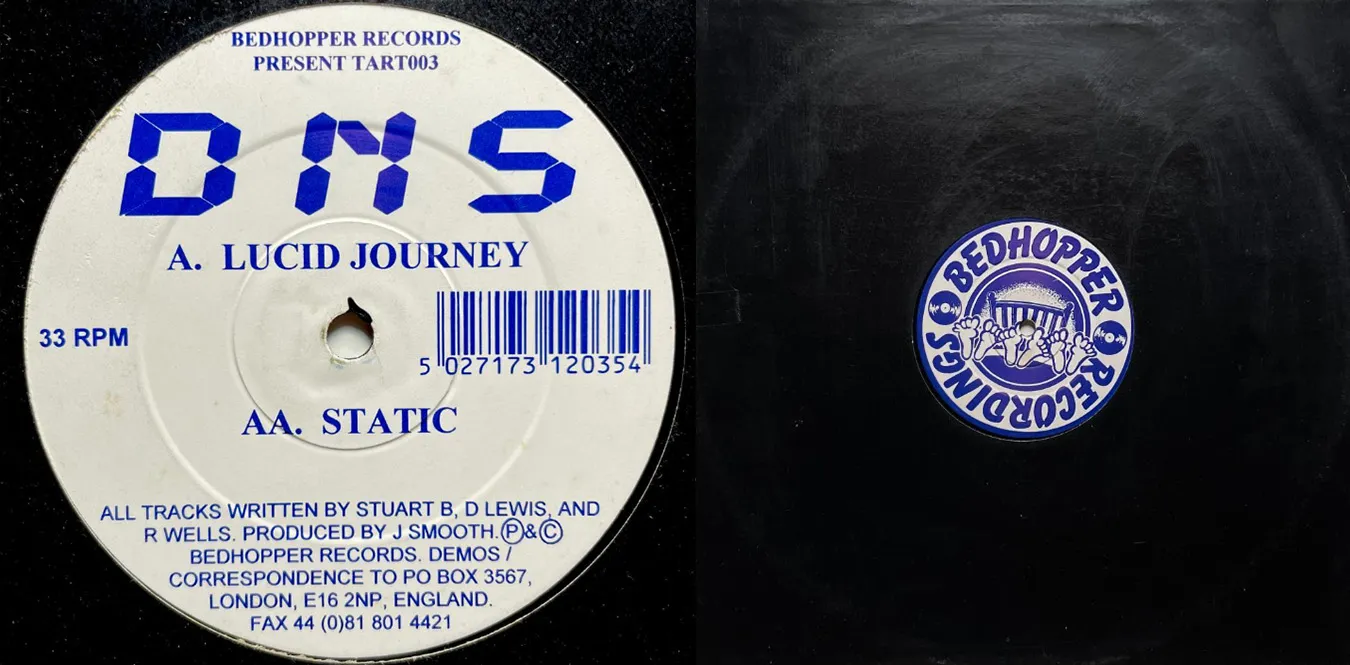 BEDHOPPER RECORDS
PRESENT TART003
DNS
A. LUCID JOURNEY
33 RPM
5 027173 120354
AA. STATIC
ALL TRACKS WRITTEN BY STUART B, D LEWIS, AND
R WELLS. PRODUCED BY J SMOOTH.Ⓟ&Ⓒ
BEDHOPPER RECORDS. DEMOS /
CORRESPONDENCE TO PO BOX 3567,
LONDON, E16 2NP, ENGLAND.
FAX 44 (0)81 801 4421
BEDHOPPER
RECORDINGS